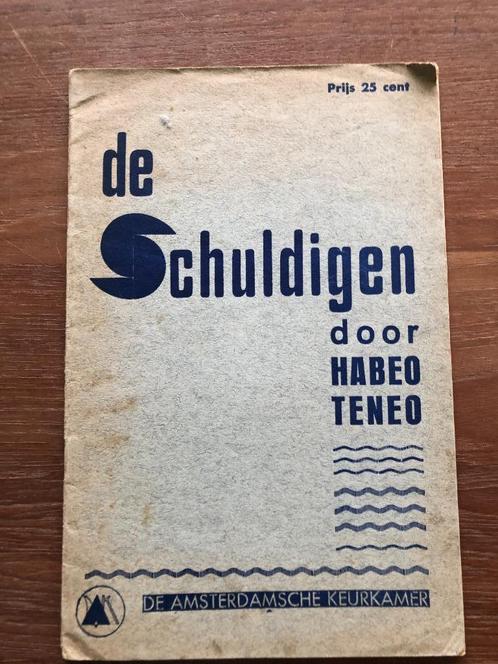 Prijs 25 cent
de
Schuldigen
door
HABEO
TENEO
DE AMSTERDAMSCHE KEURKAMER